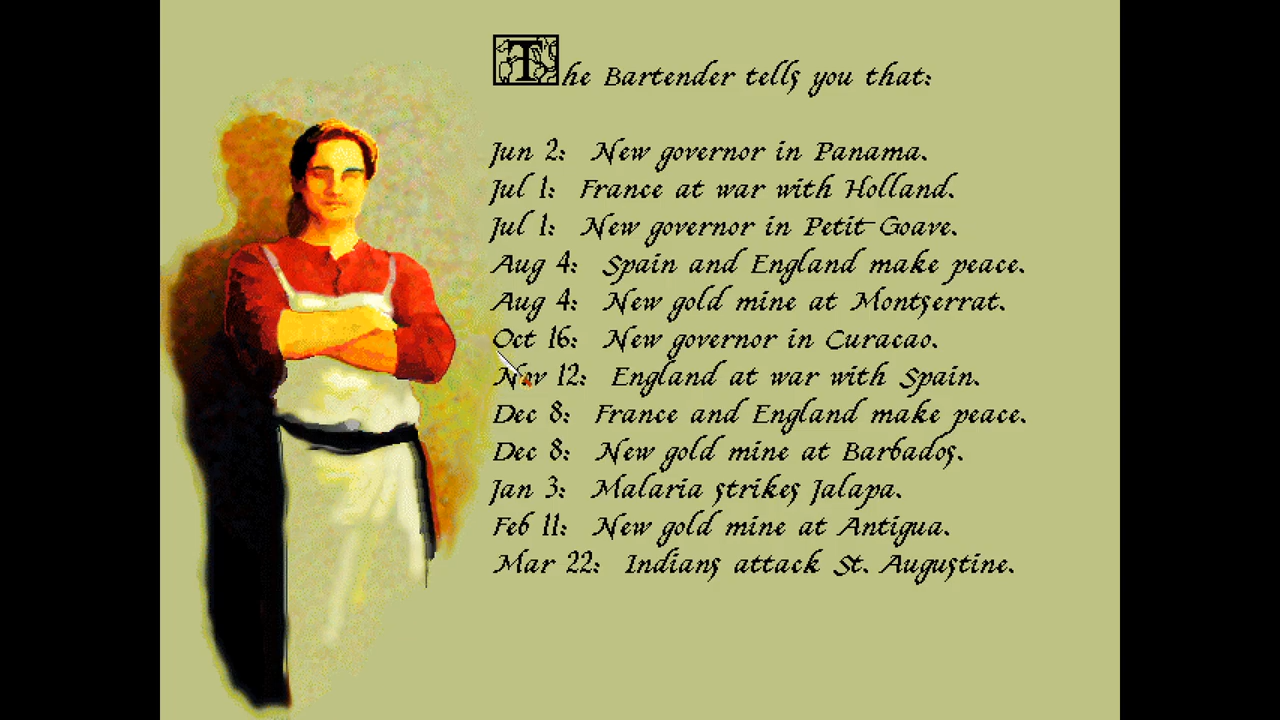 The Bartender tells you that:
Jun 2: New governor in Panama.
Jul 1: France at war with Holland.
Jul 1: New governor in Petit Goave.
Aug 4: Spain and England make peace.
Aug 4: New gold mine at Montserrat.
Oct 16: New governor in Curacao.
Nov 12: England at war with Spain.
Dec 8: France and England make peace.
Dec 8: New gold mine at Barbados.
Jan 3: Malaria strikes Jalapa.
Feb 11: New gold mine at Antigua.
Mar 22: Indians attack St. Augustine.